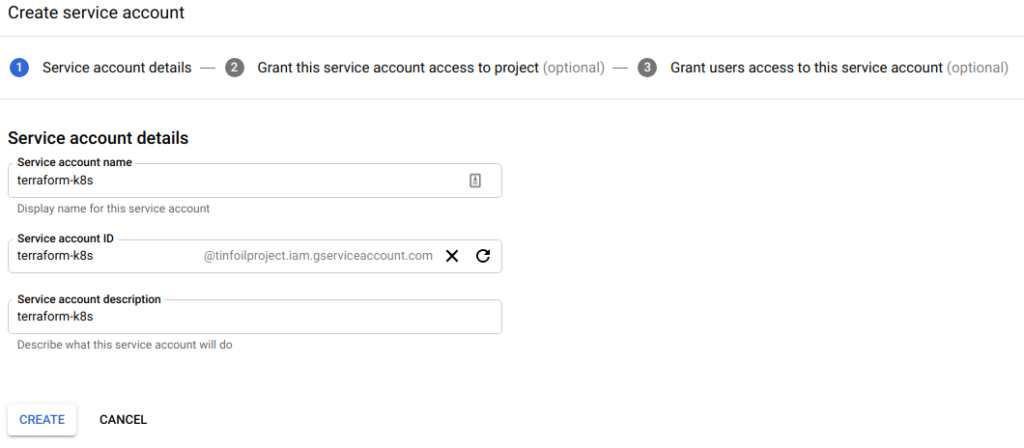 Create service account
1 Service account details — 2 Grant this service account access to project (optional) — 3 Grant users access to this service account (optional)
Service account details
Service account name
terraform-k8s
Display name for this service account
Service account ID
terraform-k8s @tinfoilproject.iam.gserviceaccount.com
Service account description
terraform-k8s
Describe what this service account will do
CREATE CANCEL